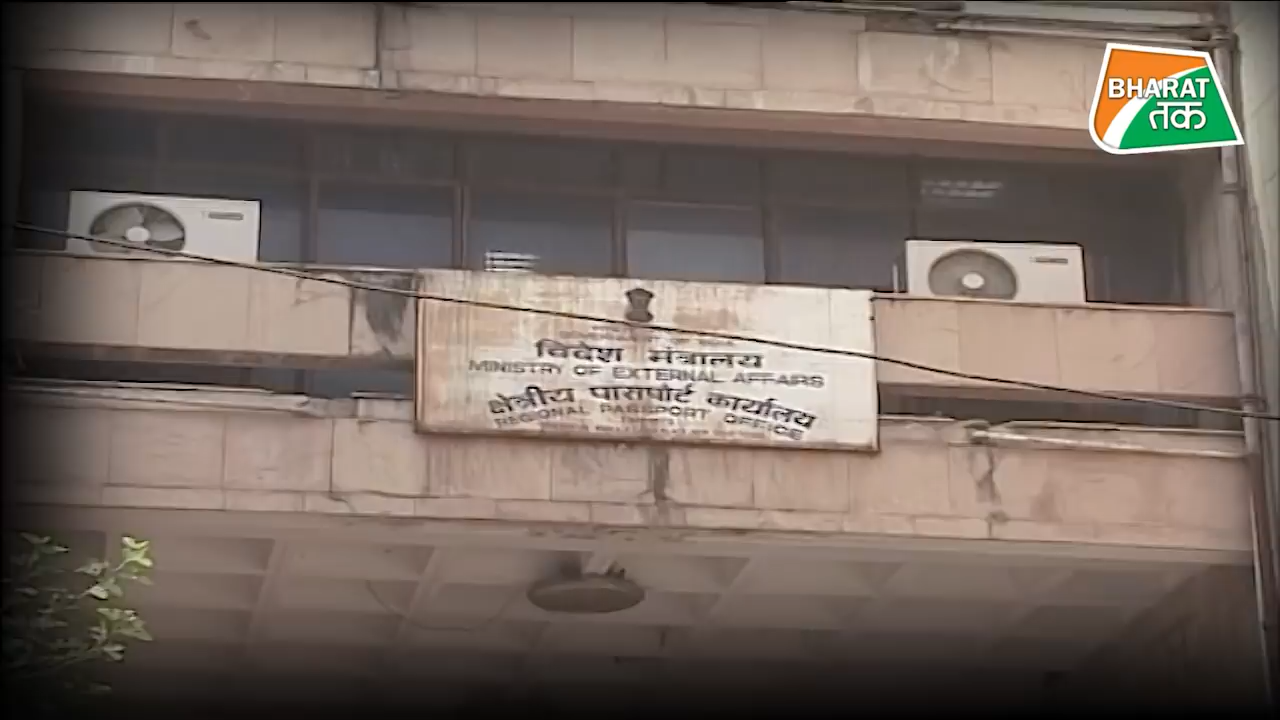 BHARAT
तक
विदेश मंत्रालय
MINISTRY OF EXTERNAL AFFAIRS
क्षेत्रीय पासपोर्ट कार्यालय
REGIONAL PASSPORT OFFICE